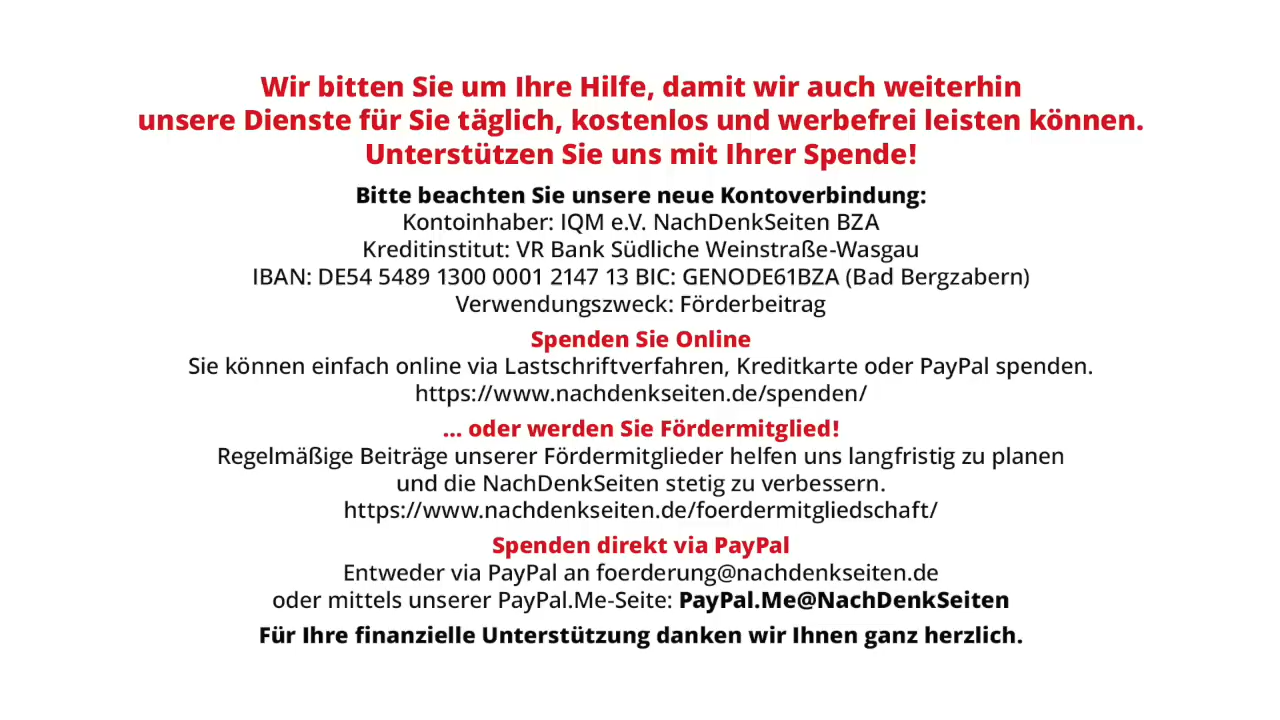 Wir bitten Sie um Ihre Hilfe, damit wir auch weiterhin
unsere Dienste für Sie täglich, kostenlos und werbefrei leisten können.
Unterstützen Sie uns mit Ihrer Spende!
Bitte beachten Sie unsere neue Kontoverbindung:
Kontoinhaber: IQM e.V. NachDenkSeiten BZA
Kreditinstitut: VR Bank Südliche Weinstraße-Wasgau
IBAN: DE54 5489 1300 0001 2147 13 BIC: GENODE61BZA (Bad Bergzabern)
Verwendungszweck: Förderbeitrag
Spenden Sie Online
Sie können einfach online via Lastschriftverfahren, Kreditkarte oder PayPal spenden.
https://www.nachdenkseiten.de/spenden/
... oder werden Sie Fördermitglied!
Regelmäßige Beiträge unserer Fördermitglieder helfen uns langfristig zu planen
und die NachDenkSeiten stetig zu verbessern.
https://www.nachdenkseiten.de/foerdermitgliedschaft/
Spenden direkt via PayPal
Entweder via PayPal an foerderung@nachdenkseiten.de
oder mittels unserer PayPal.Me-Seite: PayPal.Me@NachDenkSeiten
Für Ihre finanzielle Unterstützung danken wir Ihnen ganz herzlich.